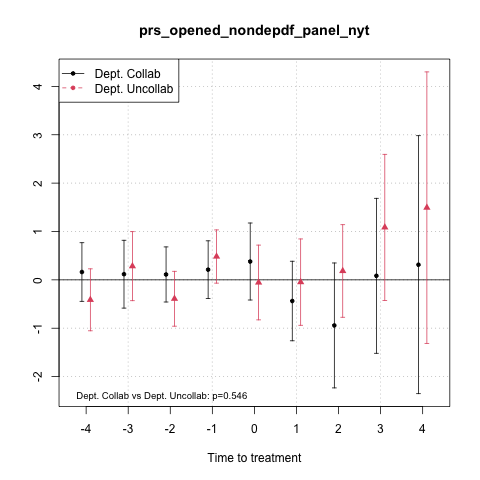 prs_opened_nondepdf_panel_nyt
Dept. Collab
Dept. Uncollab
4
3
2
1
0
-1
-2
Dept. Collab vs Dept. Uncollab: p=0.546
-4 -3 -2 -1 0 1 2 3 4
Time to treatment